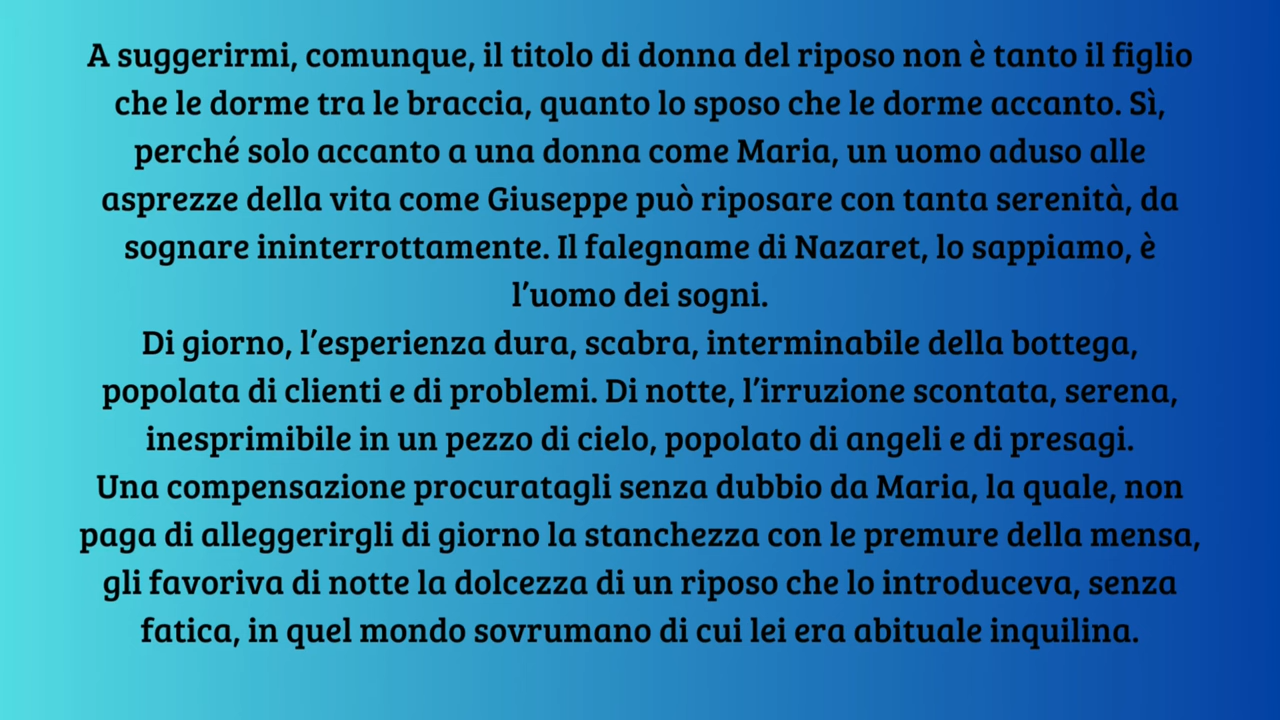 A suggerirmi, comunque, il titolo di donna del riposo non è tanto il figlio
che le dorme tra le braccia, quanto lo sposo che le dorme accanto. Sì,
perché solo accanto a una donna come Maria, un uomo aduso alle
asprezze della vita come Giuseppe può riposare con tanta serenità, da
sognare ininterrottamente. Il falegname di Nazaret, lo sappiamo, è
l’uomo dei sogni.
Di giorno, l’esperienza dura, scabra, interminabile della bottega,
popolata di clienti e di problemi. Di notte, l’irruzione scontata, serena,
inesprimibile in un pezzo di cielo, popolato di angeli e di presagi.
Una compensazione procuratagli senza dubbio da Maria, la quale, non
paga di alleggerirgli di giorno la stanchezza con le premure della mensa,
gli favoriva di notte la dolcezza di un riposo che lo introduceva, senza
fatica, in quel mondo sovrumano di cui lei era abituale inquilina.